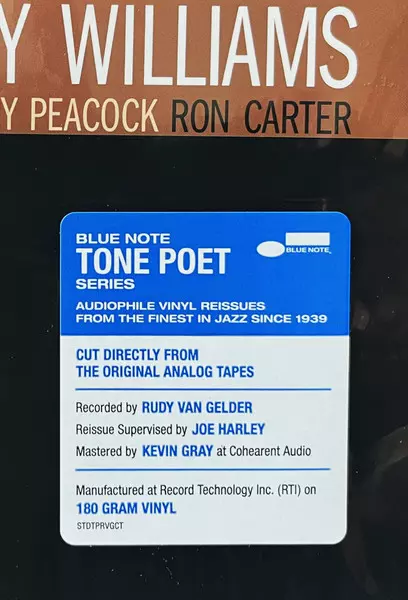 Y WILLIAMS
Y PEACOCK RON CARTER
BLUE NOTE
TONE POET
SERIES
BLUE NOTE
AUDIOPHILE VINYL REISSUES
FROM THE FINEST IN JAZZ SINCE 1939
CUT DIRECTLY FROM
THE ORIGINAL ANALOG TAPES
Recorded by RUDY VAN GELDER
Reissue Supervised by JOE HARLEY
Mastered by KEVIN GRAY at Cohearent Audio
Manufactured at Record Technology Inc. (RTI) on
180 GRAM VINYL
STDTPRVGCT